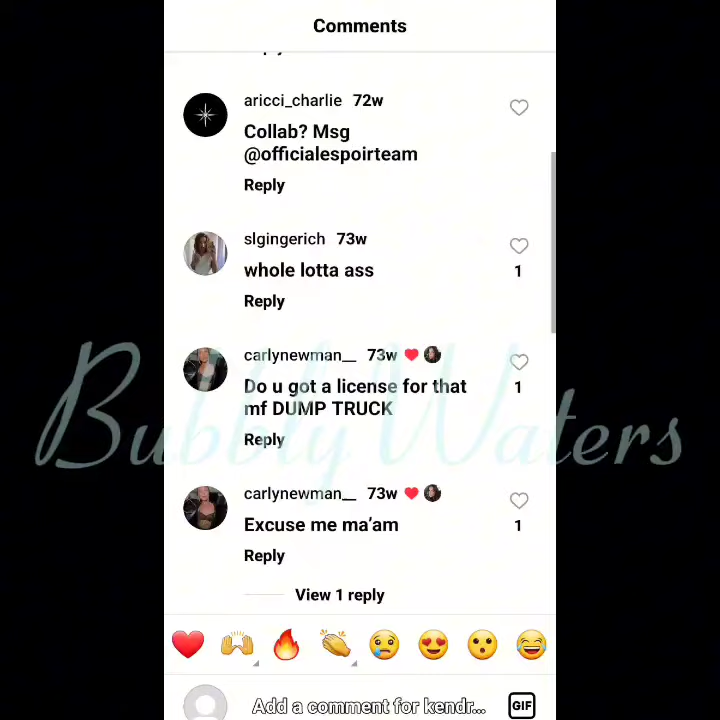 Comments
aricci_charlie 72w
Collab? Msg
@officialespoirteam
Reply
slgingerich 73w
whole lotta ass
1
Reply
carlynewman__ 73w
Do u got a license for that
1
mf DUMP TRUCK
Reply
Bubbly Waters
carlynewman__ 73w
Excuse me ma’am
1
Reply
View 1 reply
Add a comment for kendr...
GIF